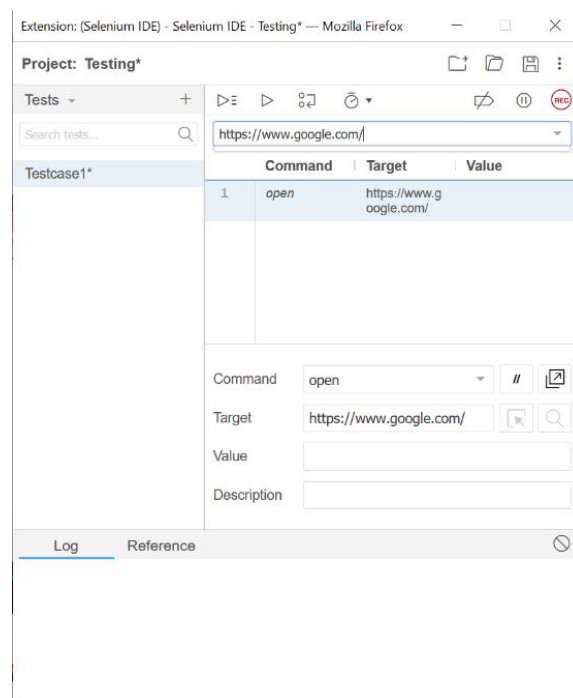 Extension: (Selenium IDE) - Selenium IDE - Testing* — Mozilla Firefox
Project: Testing*
Tests
Search tests...
Testcase1*
REC
https://www.google.com/
Command Target Value
1 open https://www.g
oogle.com/
Command open //
Target https://www.google.com/
Value
Description
Log Reference